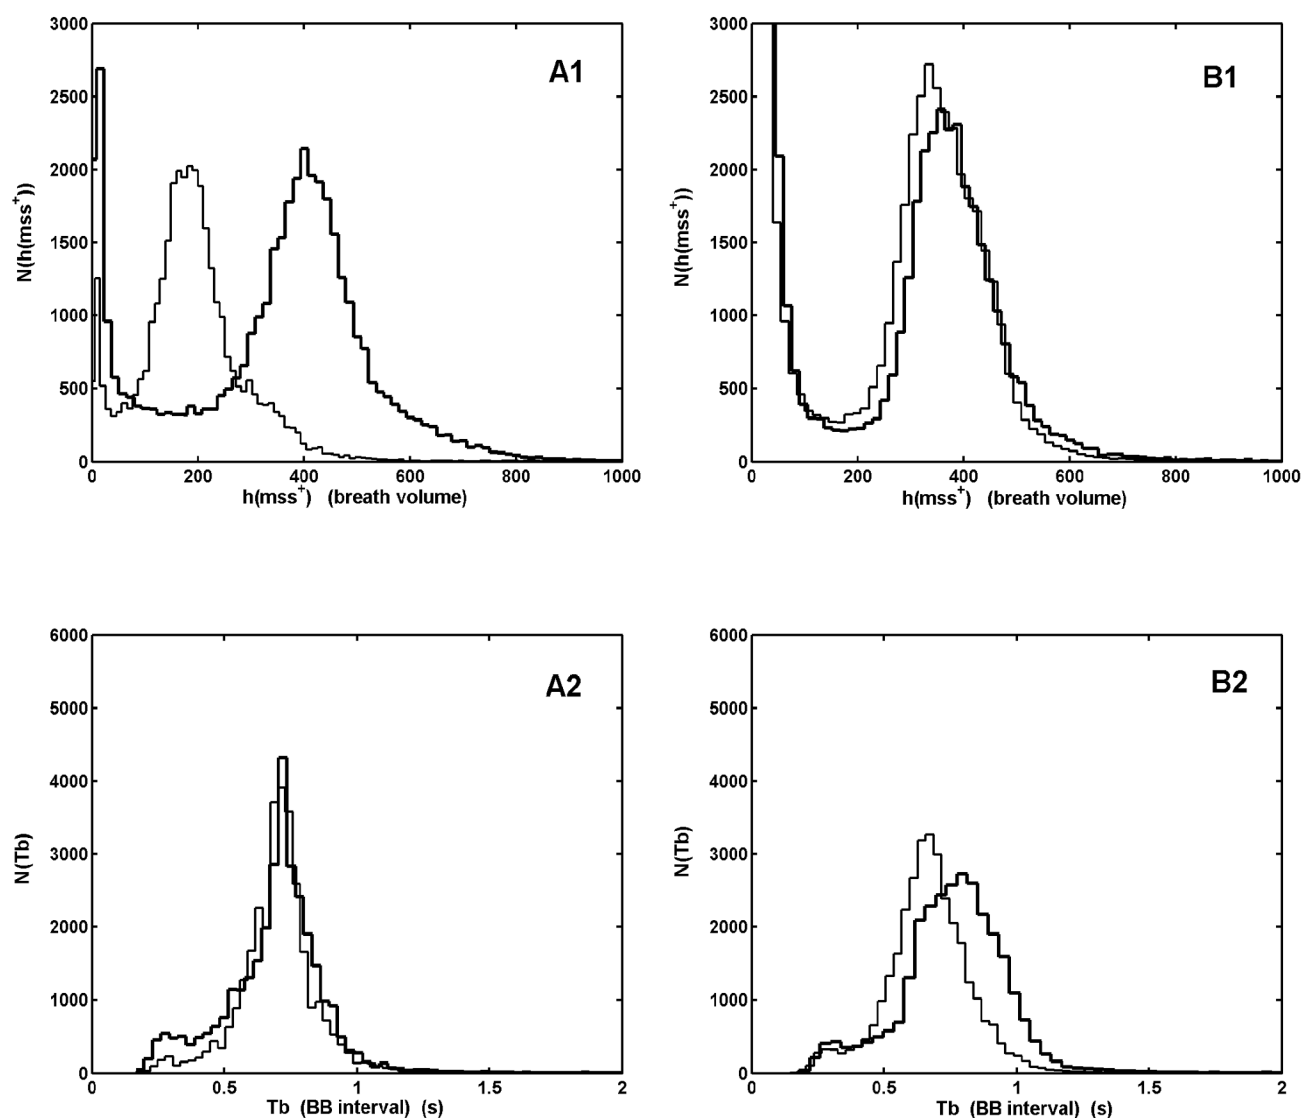 A1
N(h(mss+))
3000
2500
2000
1500
1000
500
0
0 200 400 600 800 1000
h(mss+) (breath volume)
B1
N(h(mss+))
3000
2500
2000
1500
1000
500
0
0 200 400 600 800 1000
h(mss+) (breath volume)
A2
N(Tb)
6000
5000
4000
3000
2000
1000
0
0 0.5 1 1.5 2
Tb (BB interval) (s)
B2
N(Tb)
6000
5000
4000
3000
2000
1000
0
0 0.5 1 1.5 2
Tb (BB interval) (s)